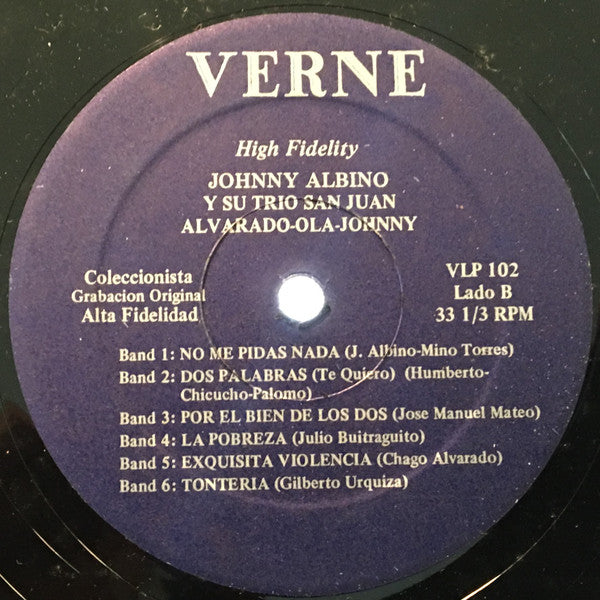 VERNE
High Fidelity
JOHNNY ALBINO
Y SU TRIO SAN JUAN
ALVARADO-OLA-JOHNNY
Coleccionista
Grabacion Original
Alta Fidelidad
VLP 102
Lado B
33 1/3 RPM
Band 1: NO ME PIDAS NADA (J. Albino-Mino Torres)
Band 2: DOS PALABRAS (Te Quiero) (Humberto-
Chicucho-Palomo)
Band 3: POR EL BIEN DE LOS DOS (Jose Manuel Mateo)
Band 4: LA POBREZA (Julio Buitraguito)
Band 5: EXQUISITA VIOLENCIA (Chago Alvarado)
Band 6: TONTERIA (Gilberto Urquiza)